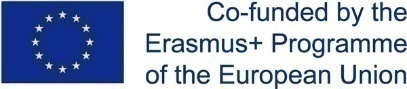 Co-funded by the
Erasmus+ Programme
of the European Union